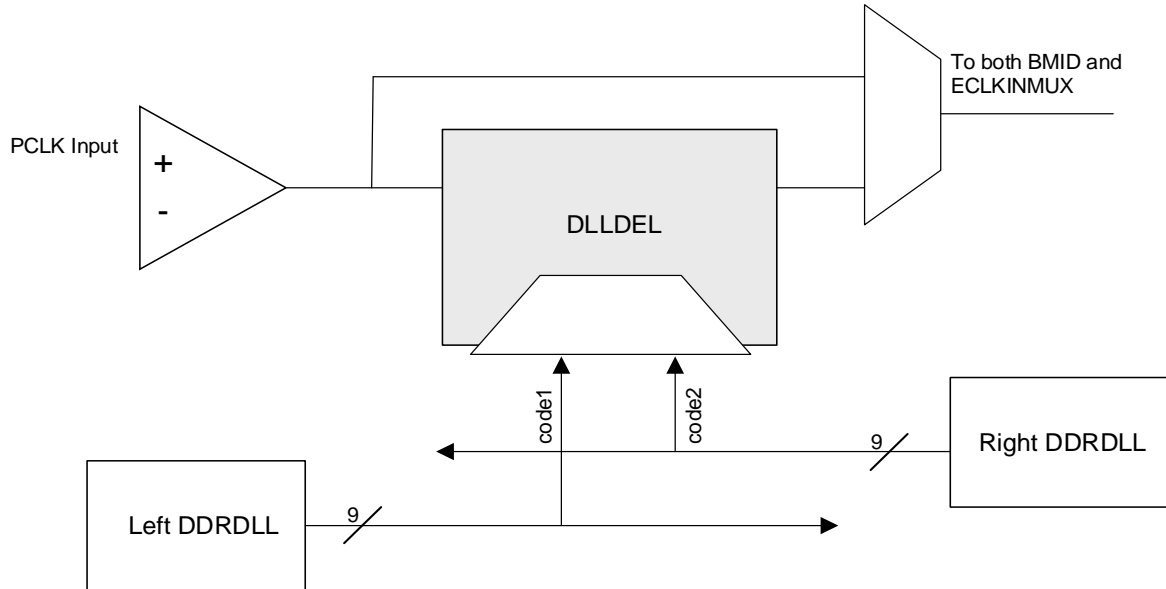 To both BMID and
ECLKINMUX
PCLK Input
+
-
DLLDEL
code1
code2
9
Right DDRDLL
9
Left DDRDLL